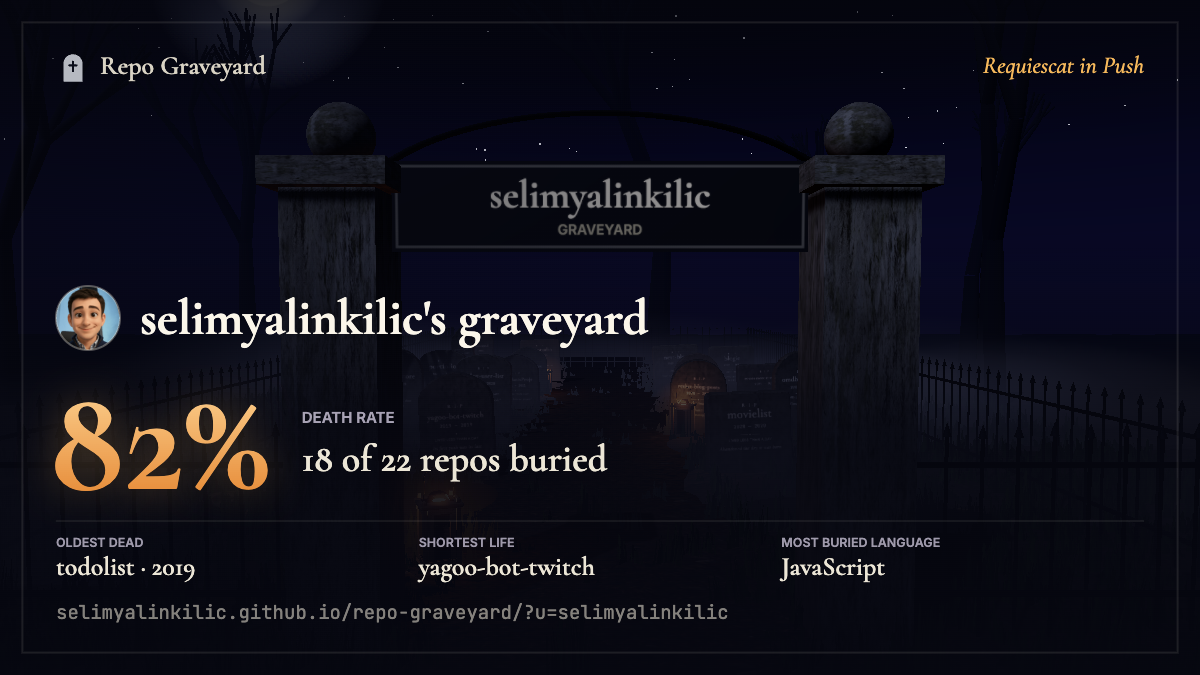 Repo Graveyard
Requiescat in Push
selimyalinkilic
GRAVEYARD
selimyalinkilic's graveyard
82%
DEATH RATE
18 of 22 repos buried
movielist
OLDEST DEAD
todolist · 2019
SHORTEST LIFE
yagoo-bot-twitch
MOST BURIED LANGUAGE
JavaScript
selimyalinkilic.github.io/repo-graveyard/?u=selimyalinkilic